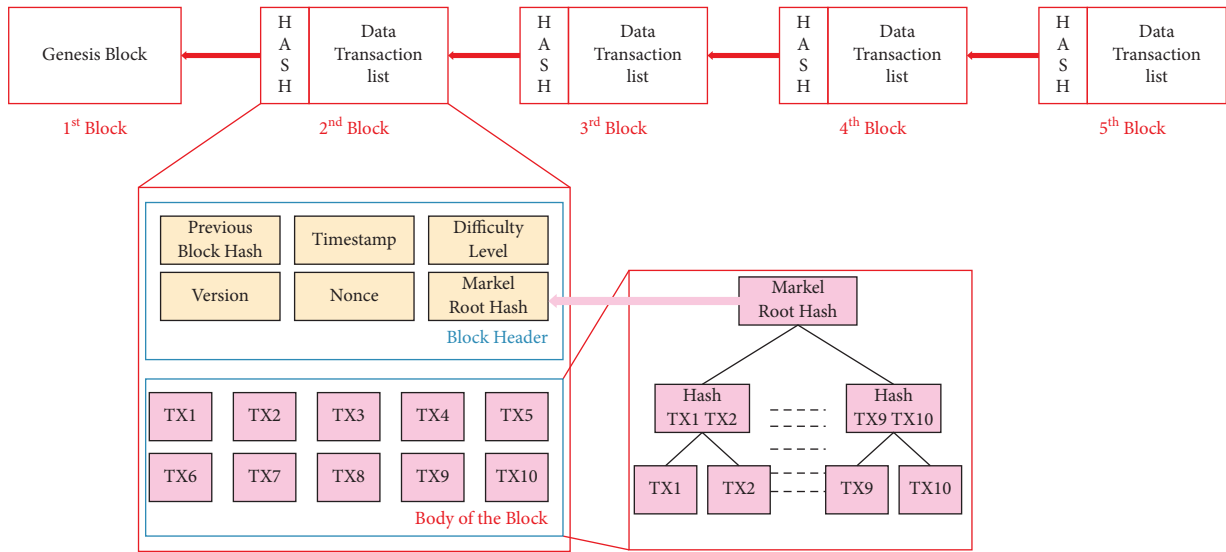 Genesis Block
H
A
S
H
Data
Transaction
list
H
A
S
H
Data
Transaction
list
H
A
S
H
Data
Transaction
list
H
A
S
H
Data
Transaction
list
1st Block
2nd Block
3rd Block
4th Block
5th Block
Previous
Block Hash
Timestamp
Difficulty
Level
Version
Nonce
Markel
Root Hash
Block Header
TX1
TX2
TX3
TX4
TX5
TX6
TX7
TX8
TX9
TX10
Body of the Block
Markel
Root Hash
Hash
TX1 TX2
Hash
TX9 TX10
TX1
TX2
TX9
TX10